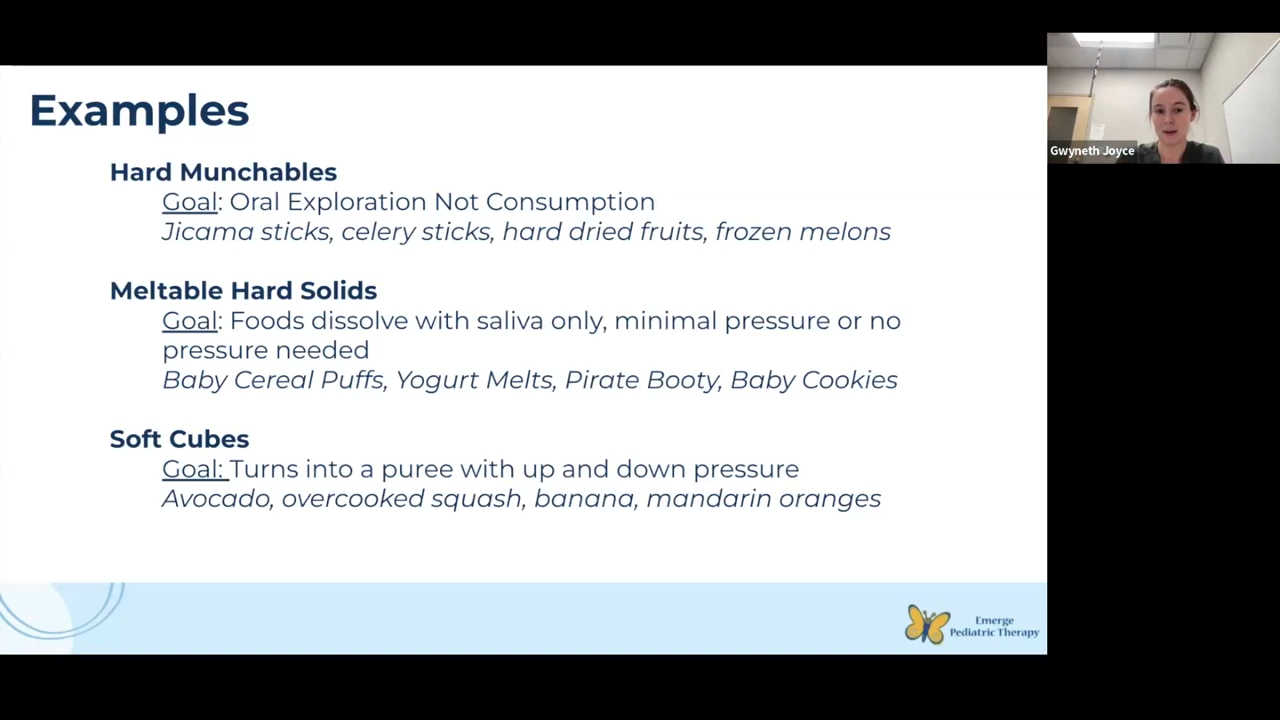 Examples
Hard Munchables
Goal: Oral Exploration Not Consumption
Jicama sticks, celery sticks, hard dried fruits, frozen melons
Meltable Hard Solids
Goal: Foods dissolve with saliva only, minimal pressure or no
pressure needed
Baby Cereal Puffs, Yogurt Melts, Pirate Booty, Baby Cookies
Soft Cubes
Goal: Turns into a puree with up and down pressure
Avocado, overcooked squash, banana, mandarin oranges
Emerge
Pediatric Therapy
Gwyneth Joyce